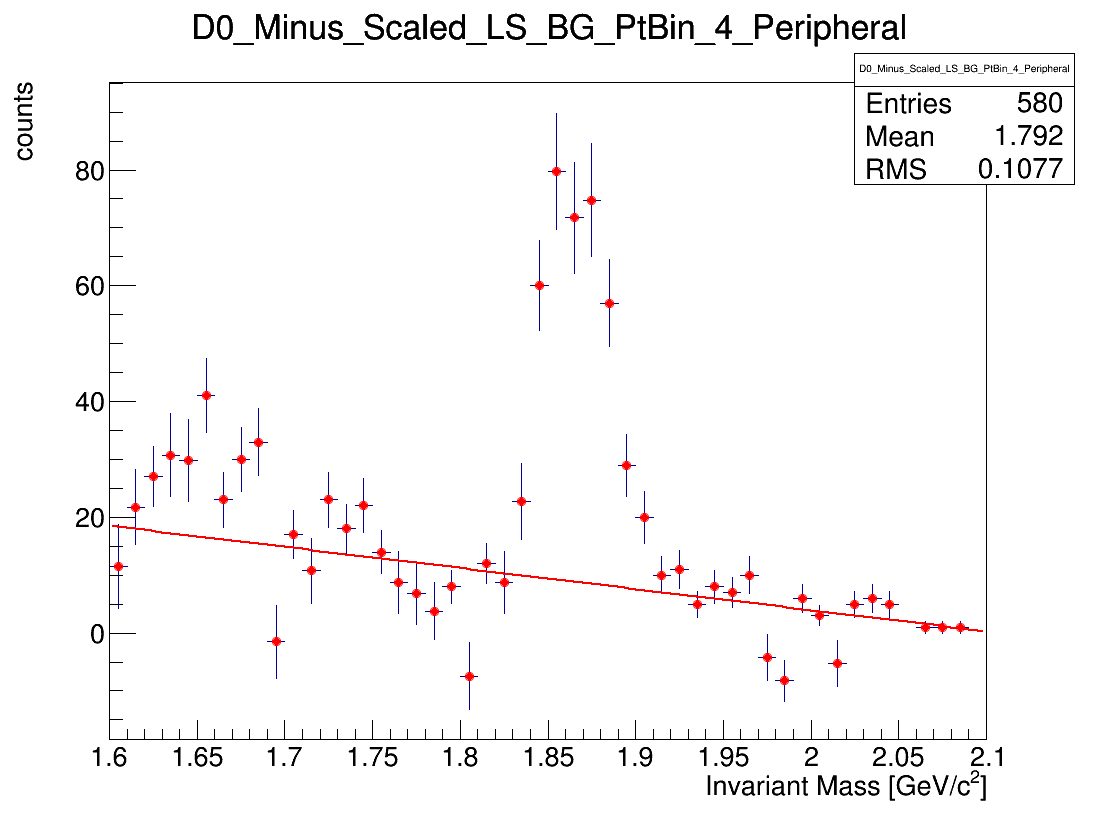 D0_Minus_Scaled_LS_BG_PtBin_4_Peripheral
D0_Minus_Scaled_LS_BG_PtBin_4_Peripheral
Entries 580
Mean 1.792
RMS 0.1077
counts
80
60
40
20
0
1.6 1.65 1.7 1.75 1.8 1.85 1.9 1.95 2 2.05 2.1
Invariant Mass [GeV/c²]